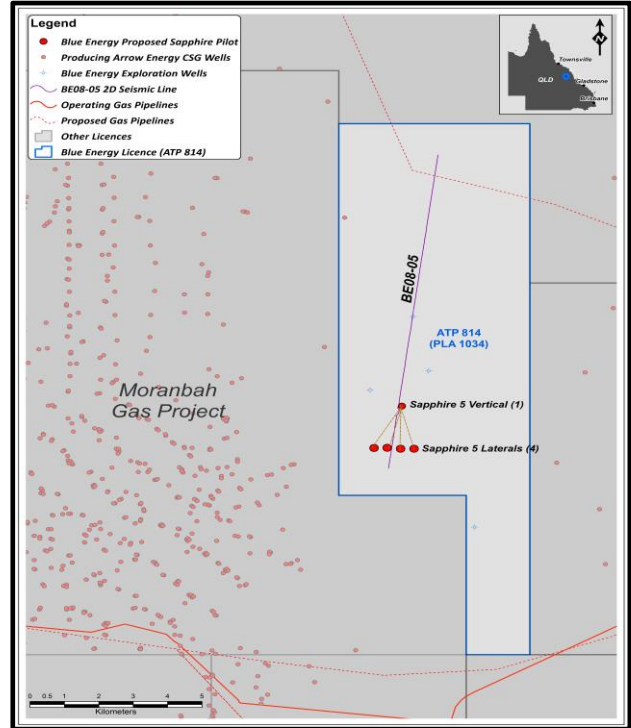 Legend
Blue Energy Proposed Sapphire Pilot
Producing Arrow Energy CSG Wells
Blue Energy Exploration Wells
BE08-05 2D Seismic Line
Operating Gas Pipelines
Proposed Gas Pipelines
Other Licences
Blue Energy Licence (ATP 814)
N
Townsville
QLD
Gladstone
Brisbane
BE08-05
ATP 814
(PLA 1034)
Moranbah
Gas Project
Sapphire 5 Vertical (1)
Sapphire 5 Laterals (4)
0 0.5 1 2 3 4 5
Kilometers